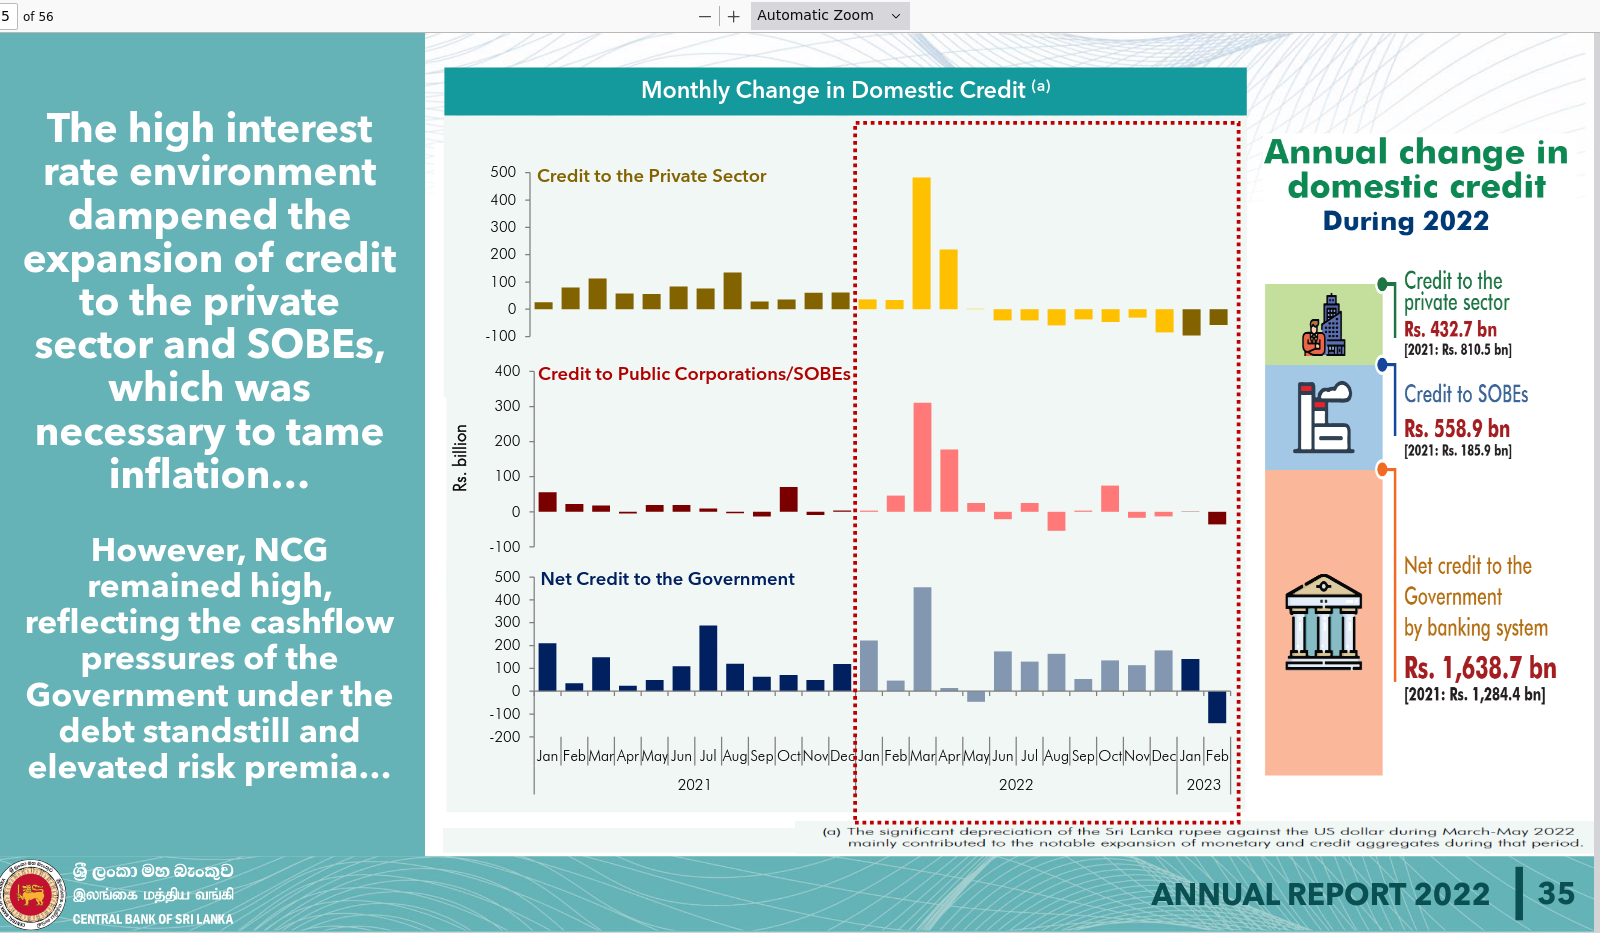 5 of 56
Automatic Zoom
The high interest
rate environment
dampened the
expansion of credit
to the private
sector and SOBEs,
which was
necessary to tame
inflation...
However, NCG
remained high,
reflecting the cashflow
pressures of the
Government under the
debt standstill and
elevated risk premia...
Monthly Change in Domestic Credit (a)
Credit to the Private Sector
500
400
300
200
100
0
-100
Credit to Public Corporations/SOBEs
400
300
200
100
0
-100
Rs. billion
Net Credit to the Government
500
400
300
200
100
0
-100
-200
Jan Feb Mar Apr May Jun Jul Aug Sep Oct Nov Dec Jan Feb Mar Apr May Jun Jul Aug Sep Oct Nov Dec Jan Feb
2021 2022 2023
Annual change in
domestic credit
During 2022
Credit to the
private sector
Rs. 432.7 bn
[2021: Rs. 810.5 bn]
Credit to SOBEs
Rs. 558.9 bn
[2021: Rs. 185.9 bn]
Net credit to the
Government
by banking system
Rs. 1,638.7 bn
[2021: Rs. 1,284.4 bn]
(a) The significant depreciation of the Sri Lanka rupee against the US dollar during March-May 2022
mainly contributed to the notable expansion of monetary and credit aggregates during that period.
ශ්‍රී ලංකා මහ බැංකුව
இலங்கை மத்திய வங்கி
CENTRAL BANK OF SRI LANKA
ANNUAL REPORT 2022 35